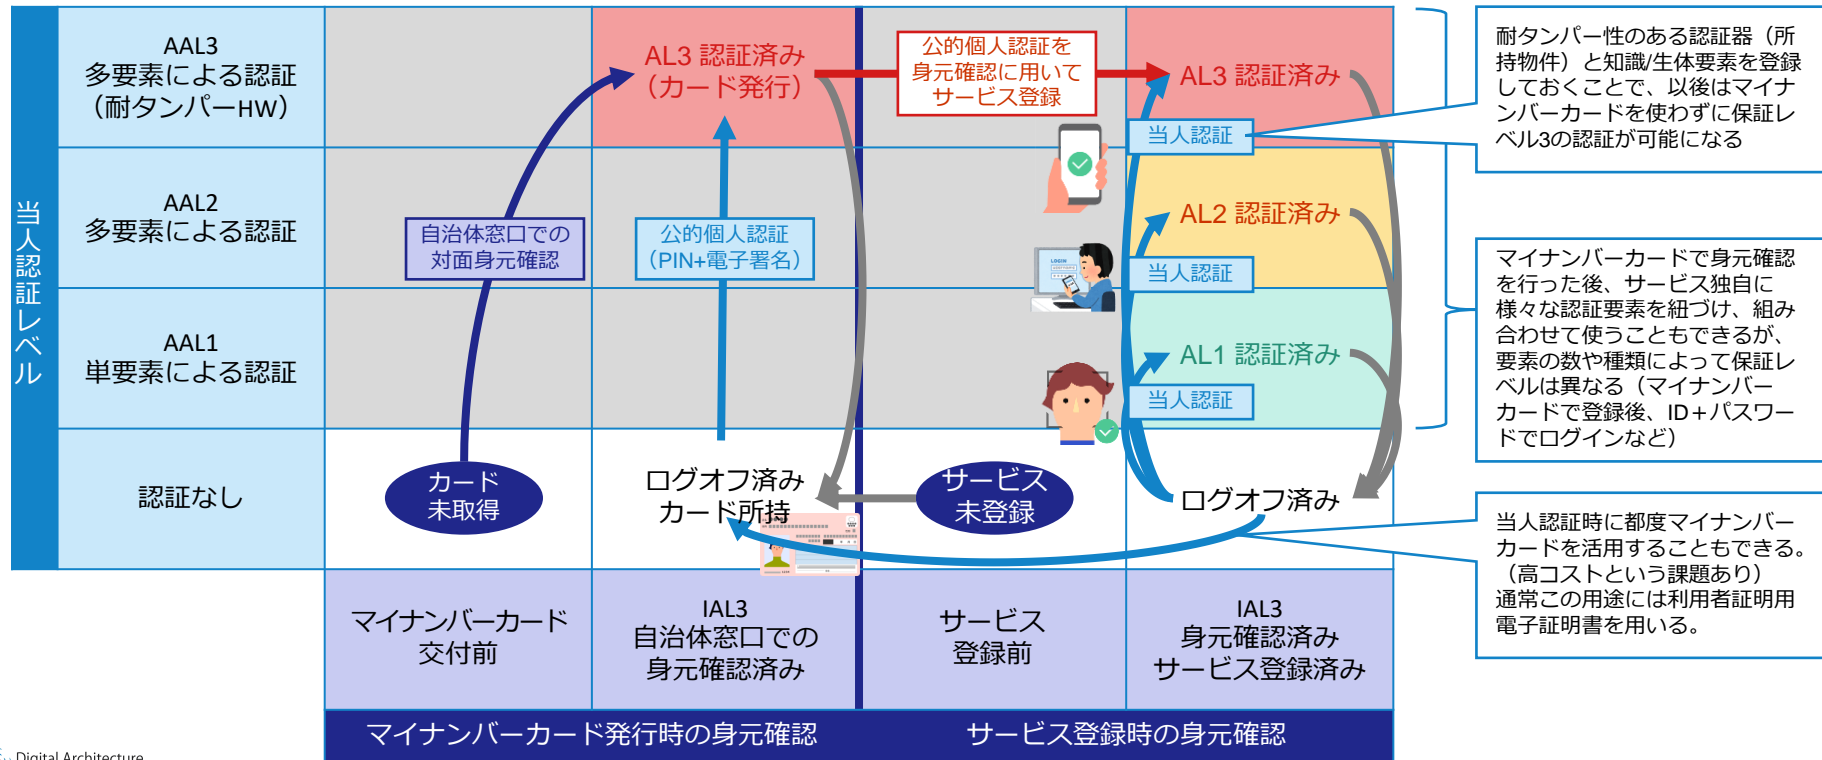 当人認証レベル
AAL3
多要素による認証
（耐タンパーHW）
AAL2
多要素による認証
AAL1
単要素による認証
認証なし
AL3 認証済み
（カード発行）
公的個人認証を
身元確認に用いて
サービス登録
AL3 認証済み
当人認証
自治体窓口での
対面身元確認
公的個人認証
（PIN+電子署名）
AL2 認証済み
当人認証
LOGIN
AL1 認証済み
当人認証
カード
未取得
ログオフ済み
カード所持
サービス
未登録
ログオフ済み
マイナンバーカード
交付前
IAL3
自治体窓口での
身元確認済み
サービス
登録前
IAL3
身元確認済み
サービス登録済み
マイナンバーカード発行時の身元確認
サービス登録時の身元確認
耐タンパー性のある認証器（所
持物件）と知識/生体要素を登録
しておくことで、以後はマイナ
ンバーカードを使わずに保証レ
ベル3の認証が可能になる
マイナンバーカードで身元確認
を行った後、サービス独自に
様々な認証要素を紐づけ、組み
合わせて使うこともできるが、
要素の数や種類によって保証レ
ベルは異なる（マイナンバー
カードで登録後、ID＋パスワー
ドでログインなど）
当人認証時に都度マイナンバー
カードを活用することもできる。
（高コストという課題あり）
通常この用途には利用者証明用
電子証明書を用いる。
Digital Architecture